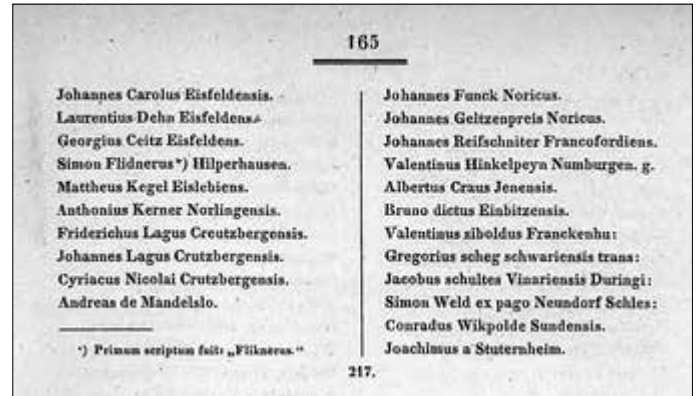 165
Johannes Carolus Eisfeldensis.
Laurentius Dehn Eisfeldens.
Georgius Ceitz Eisfeldens.
Simon Flidnerus*) Hilperhausen.
Mattheus Kegel Eislebiens.
Anthonius Kerner Norlingensis.
Friderichus Lagus Creutzbergensis.
Johannes Lagus Crutzbergensis.
Cyriacus Nicolai Crutzbergensis.
Andreas de Mandelslo.
*) Primum scriptum fuit: „Fliknerus.“
Johannes Funck Noricus.
Johannes Geltzenpreis Noricus.
Johannes Reifschniter Francofordiens.
Valentinus Hinkelpeyn Numburgen. g.
Albertus Craus Jenensis.
Bruno dictus Einbitzensis.
Valentinus ziboldus Franckenhu:
Gregorius scheg schwariensis trans:
Jacobus schultes Vinariensis Duringi:
Simon Weld ex pago Neundorf Schles:
Conradus Wikpolde Sundensis.
Joachimus a Stuternheim.
217.